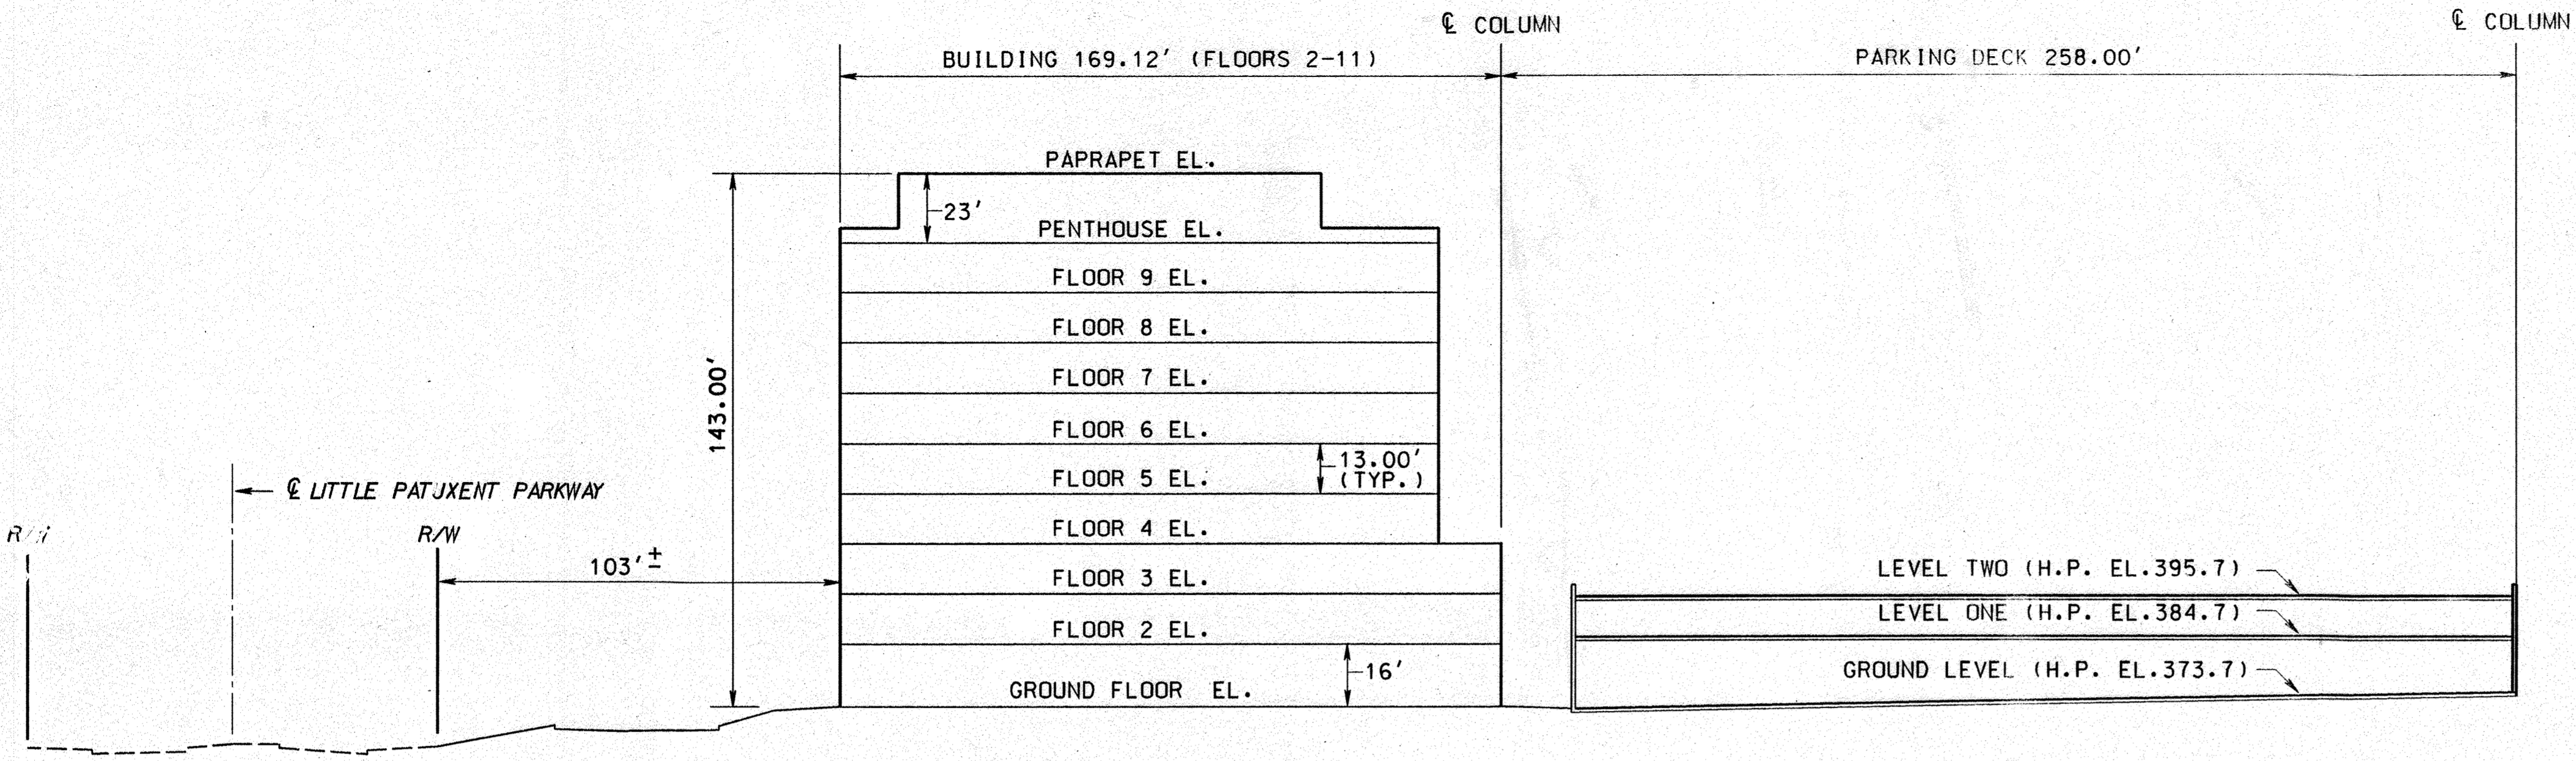 ℄ COLUMN
℄ COLUMN
BUILDING 169.12' (FLOORS 2-11)
PARKING DECK 258.00'
PAPRAPET EL.
23'
PENTHOUSE EL.
FLOOR 9 EL.
FLOOR 8 EL.
FLOOR 7 EL.
143.00'
FLOOR 6 EL.
13.00'
(TYP.)
FLOOR 5 EL.
℄ LITTLE PATUXENT PARKWAY
FLOOR 4 EL.
R/W
R/W
103'±
FLOOR 3 EL.
LEVEL TWO (H.P. EL.395.7)
LEVEL ONE (H.P. EL.384.7)
FLOOR 2 EL.
16'
GROUND LEVEL (H.P. EL.373.7)
GROUND FLOOR EL.